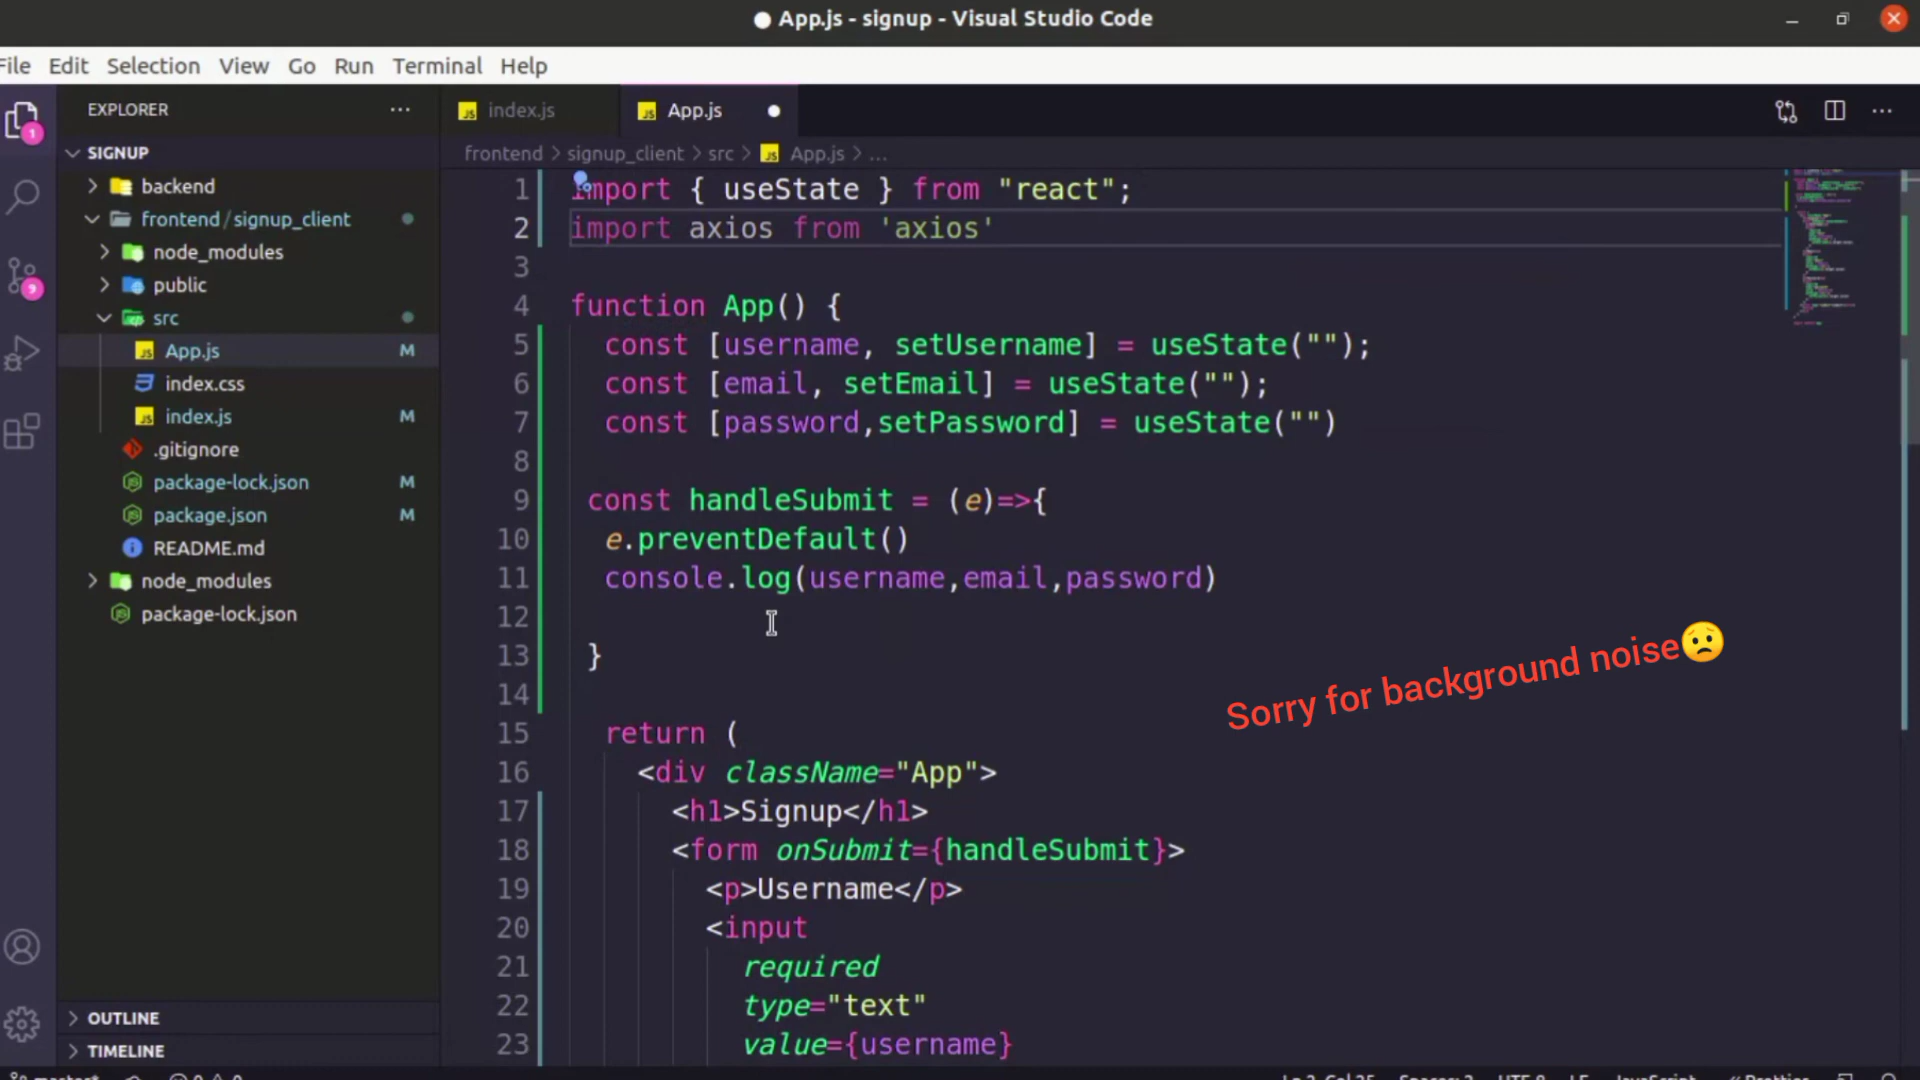 App.js - signup - Visual Studio Code
File Edit Selection View Go Run Terminal Help
EXPLORER
SIGNUP
backend
frontend / signup_client
node_modules
public
src
App.js M
index.css
index.js M
.gitignore
package-lock.json M
package.json M
README.md
node_modules
package-lock.json
OUTLINE
TIMELINE
1
9
index.js
App.js
frontend > signup_client > src > App.js > ...
1 import { useState } from "react";
2 import axios from 'axios'
3
4 function App() {
5 const [username, setUsername] = useState("");
6 const [email, setEmail] = useState("");
7 const [password,setPassword] = useState("")
8
9 const handleSubmit = (e)=>{
10 e.preventDefault()
11 console.log(username,email,password)
12
13 }
14
15 return (
16 <div className="App">
17 <h1>Signup</h1>
18 <form onSubmit={handleSubmit}>
19 <p>Username</p>
20 <input
21 required
22 type="text"
23 value={username}
Sorry for background noise😟